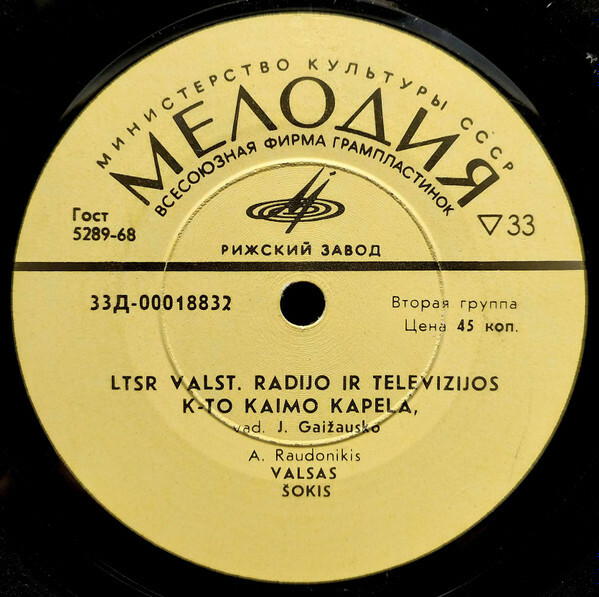 МИНИСТЕРСТВО КУЛЬТУРЫ СССР
МЕЛОДИЯ
ВСЕСОЮЗНАЯ ФИРМА ГРАМПЛАСТИНОК
Гост
5289-68
▽33
РИЖСКИЙ ЗАВОД
33Д-00018832
Вторая группа
Цена 45 коп.
LTSR VALST. RADIJO IR TELEVIZIJOS
K-TO KAIMO KAPELA,
vad. J. Gaižausko
A. Raudonikis
VALSAS
ŠOKIS